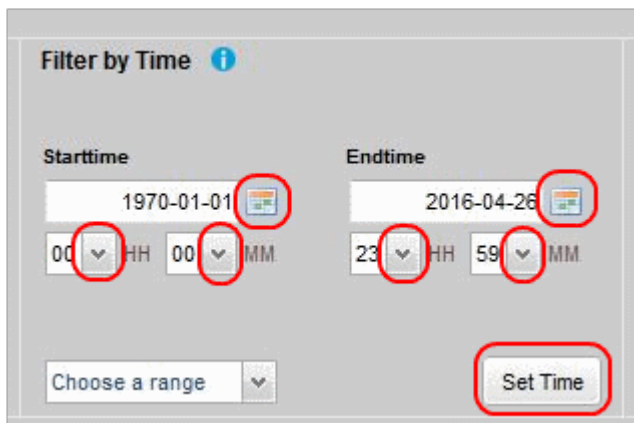 Filter by Time i
Starttime Endtime
1970-01-01 2016-04-26
00 HH 00 MM 23 HH 59 MM
Choose a range Set Time